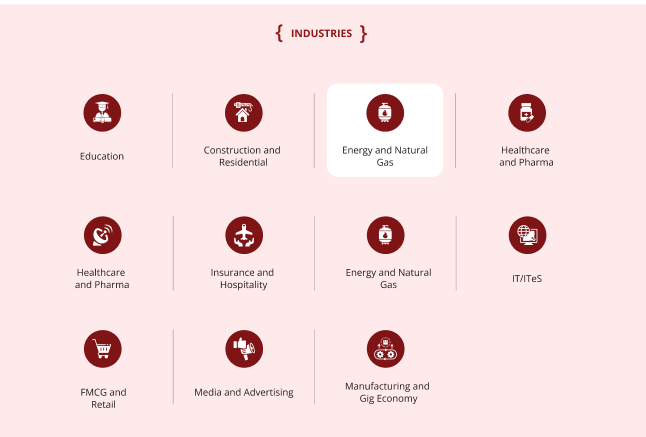 { INDUSTRIES }
Education
Construction and
Residential
Energy and Natural
Gas
Healthcare
and Pharma
Healthcare
and Pharma
Insurance and
Hospitality
Energy and Natural
Gas
IT/ITeS
FMCG and
Retail
Media and Advertising
Manufacturing and
Gig Economy